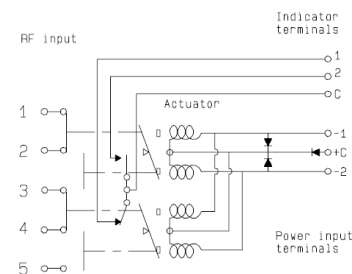 Indicator
terminals
RF input
1
2
C
Actuator
1
2
3
4
5
-1
+C
-2
Power input
terminals